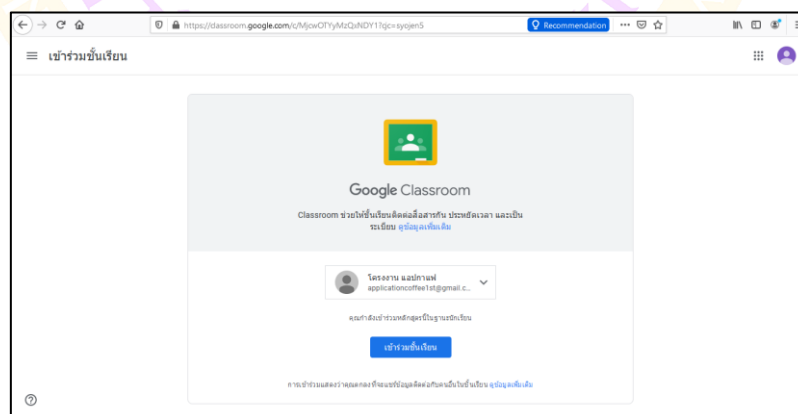 https://classroom.google.com/c/MjowOTYyMzQsNDY1?cjc=syojen5
Recommendation
เข้าร่วมชั้นเรียน
Google Classroom
Classroom ช่วยให้ชั้นเรียนติดต่อสื่อสารกัน ประหยัดเวลา และเป็น
ระเบียบ ดูข้อมูลเพิ่มเติม
โครงงาน แอปกาแฟ
applicationcoffee1st@gmail.c...
คุณกำลังเข้าร่วมหลักสูตรนี้ในฐานะนักเรียน
เข้าร่วมชั้นเรียน
การเข้าร่วมแสดงว่าคุณตกลงที่จะแชร์ข้อมูลติดต่อกับคนอื่นในชั้นเรียน ดูข้อมูลเพิ่มเติม